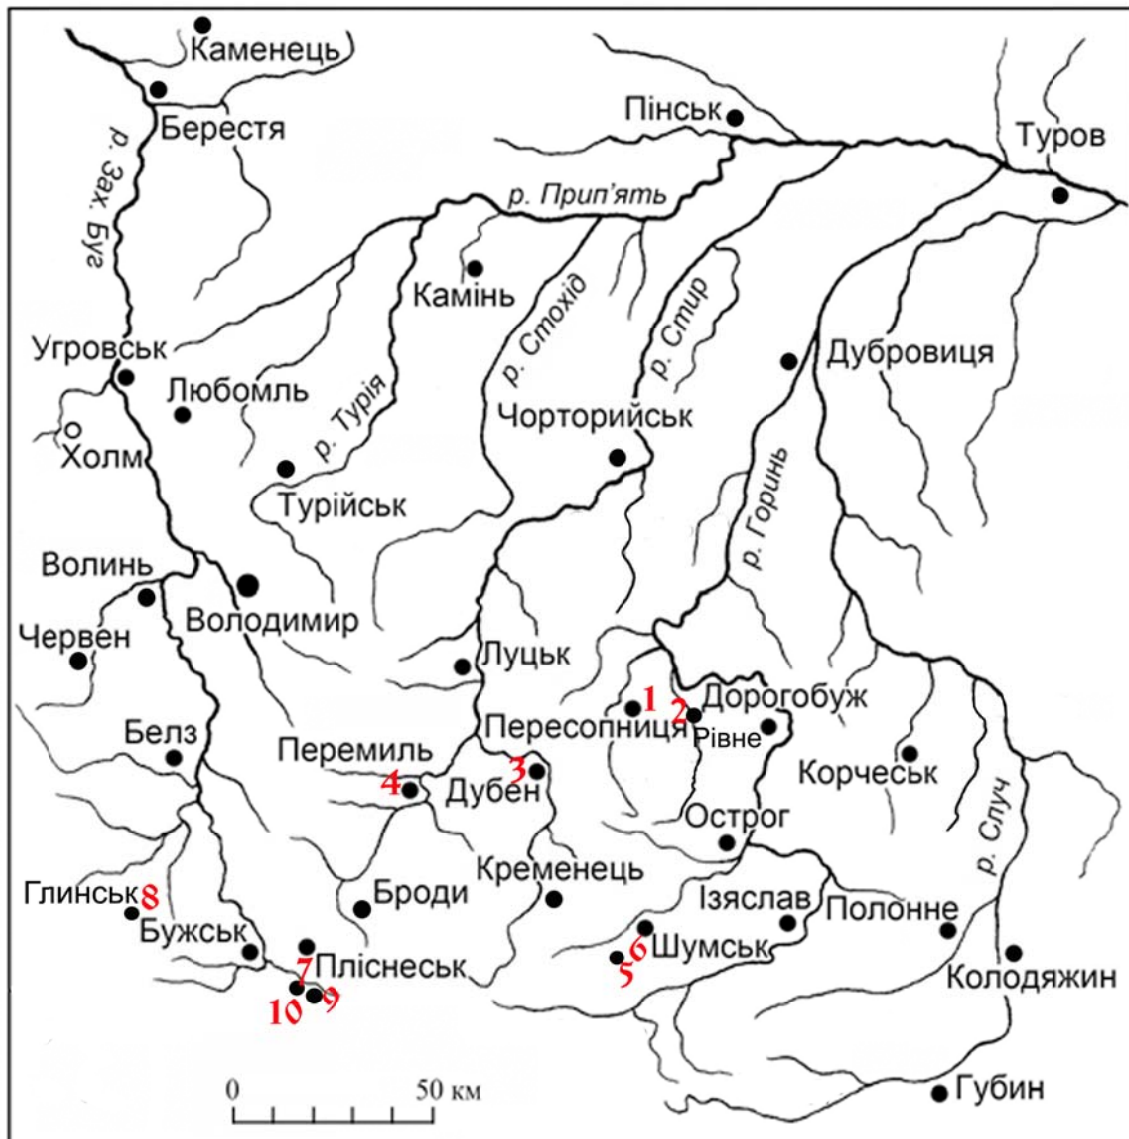 Каменець
Берестя
Пінськ
Туров
р. Зах. Буг
р. Прип'ять
Камінь
р. Стохід
р. Стир
Угровськ
Любомль
р. Турія
Дубровиця
Чорторийськ
Холм
Турійськ
р. Горинь
Волинь
Володимир
Червен
Луцьк
1
Дорогобуж
2
Пересопниця
Рівне
Белз
Перемиль
3
4
Дубен
Корчеськ
Острог
р. Случ
Кременець
Глинськ 8
Броди
Ізяслав
Полонне
Бужськ
6
Шумськ
5
7
Пліснеськ
Колодяжин
10
9
0 50 км
Губин